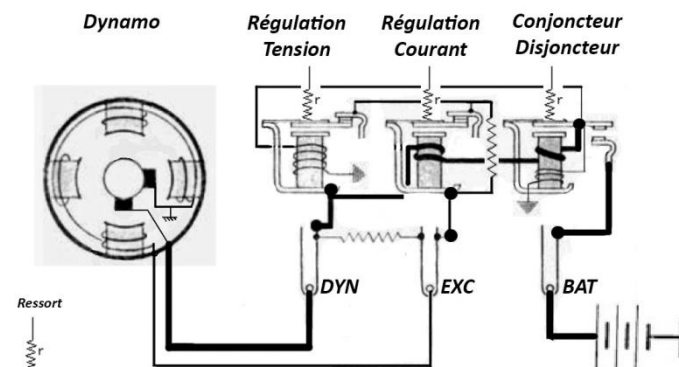 Dynamo
Régulation
Tension
Régulation
Courant
Conjoncteur
Disjoncteur
r
r
r
DYN
EXC
BAT
Ressort
r